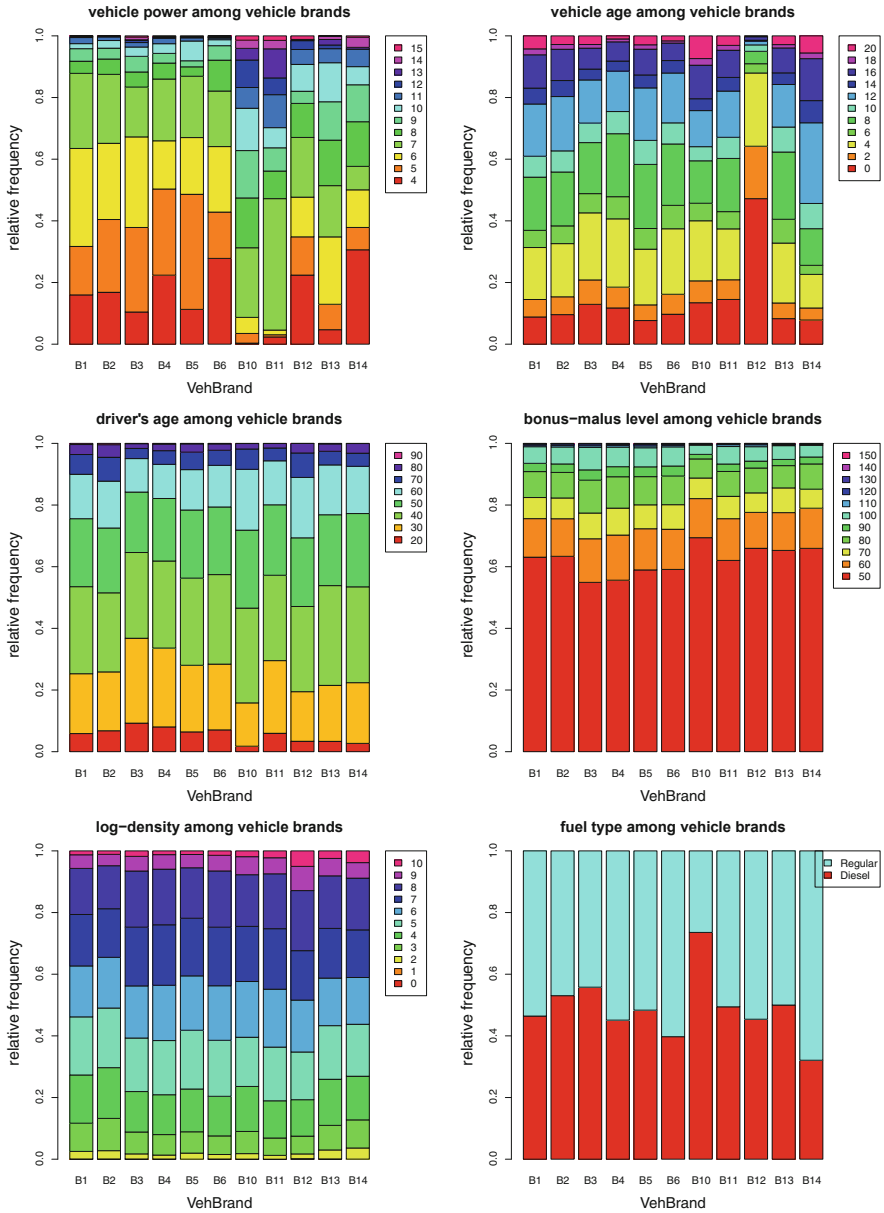 vehicle power among vehicle brands
relative frequency
0.0 0.2 0.4 0.6 0.8 1.0
B1 B2 B3 B4 B5 B6 B10 B11 B12 B13 B14
VehBrand
15
14
13
12
11
10
9
8
7
6
5
4
vehicle age among vehicle brands
relative frequency
0.0 0.2 0.4 0.6 0.8 1.0
B1 B2 B3 B4 B5 B6 B10 B11 B12 B13 B14
VehBrand
20
18
16
14
12
10
8
6
4
2
0
driver's age among vehicle brands
relative frequency
0.0 0.2 0.4 0.6 0.8 1.0
B1 B2 B3 B4 B5 B6 B10 B11 B12 B13 B14
VehBrand
90
80
70
60
50
40
30
20
bonus−malus level among vehicle brands
relative frequency
0.0 0.2 0.4 0.6 0.8 1.0
B1 B2 B3 B4 B5 B6 B10 B11 B12 B13 B14
VehBrand
150
140
130
120
110
100
90
80
70
60
50
log−density among vehicle brands
relative frequency
0.0 0.2 0.4 0.6 0.8 1.0
B1 B2 B3 B4 B5 B6 B10 B11 B12 B13 B14
VehBrand
10
9
8
7
6
5
4
3
2
1
0
fuel type among vehicle brands
relative frequency
0.0 0.2 0.4 0.6 0.8 1.0
B1 B2 B3 B4 B5 B6 B10 B11 B12 B13 B14
VehBrand
Regular
Diesel